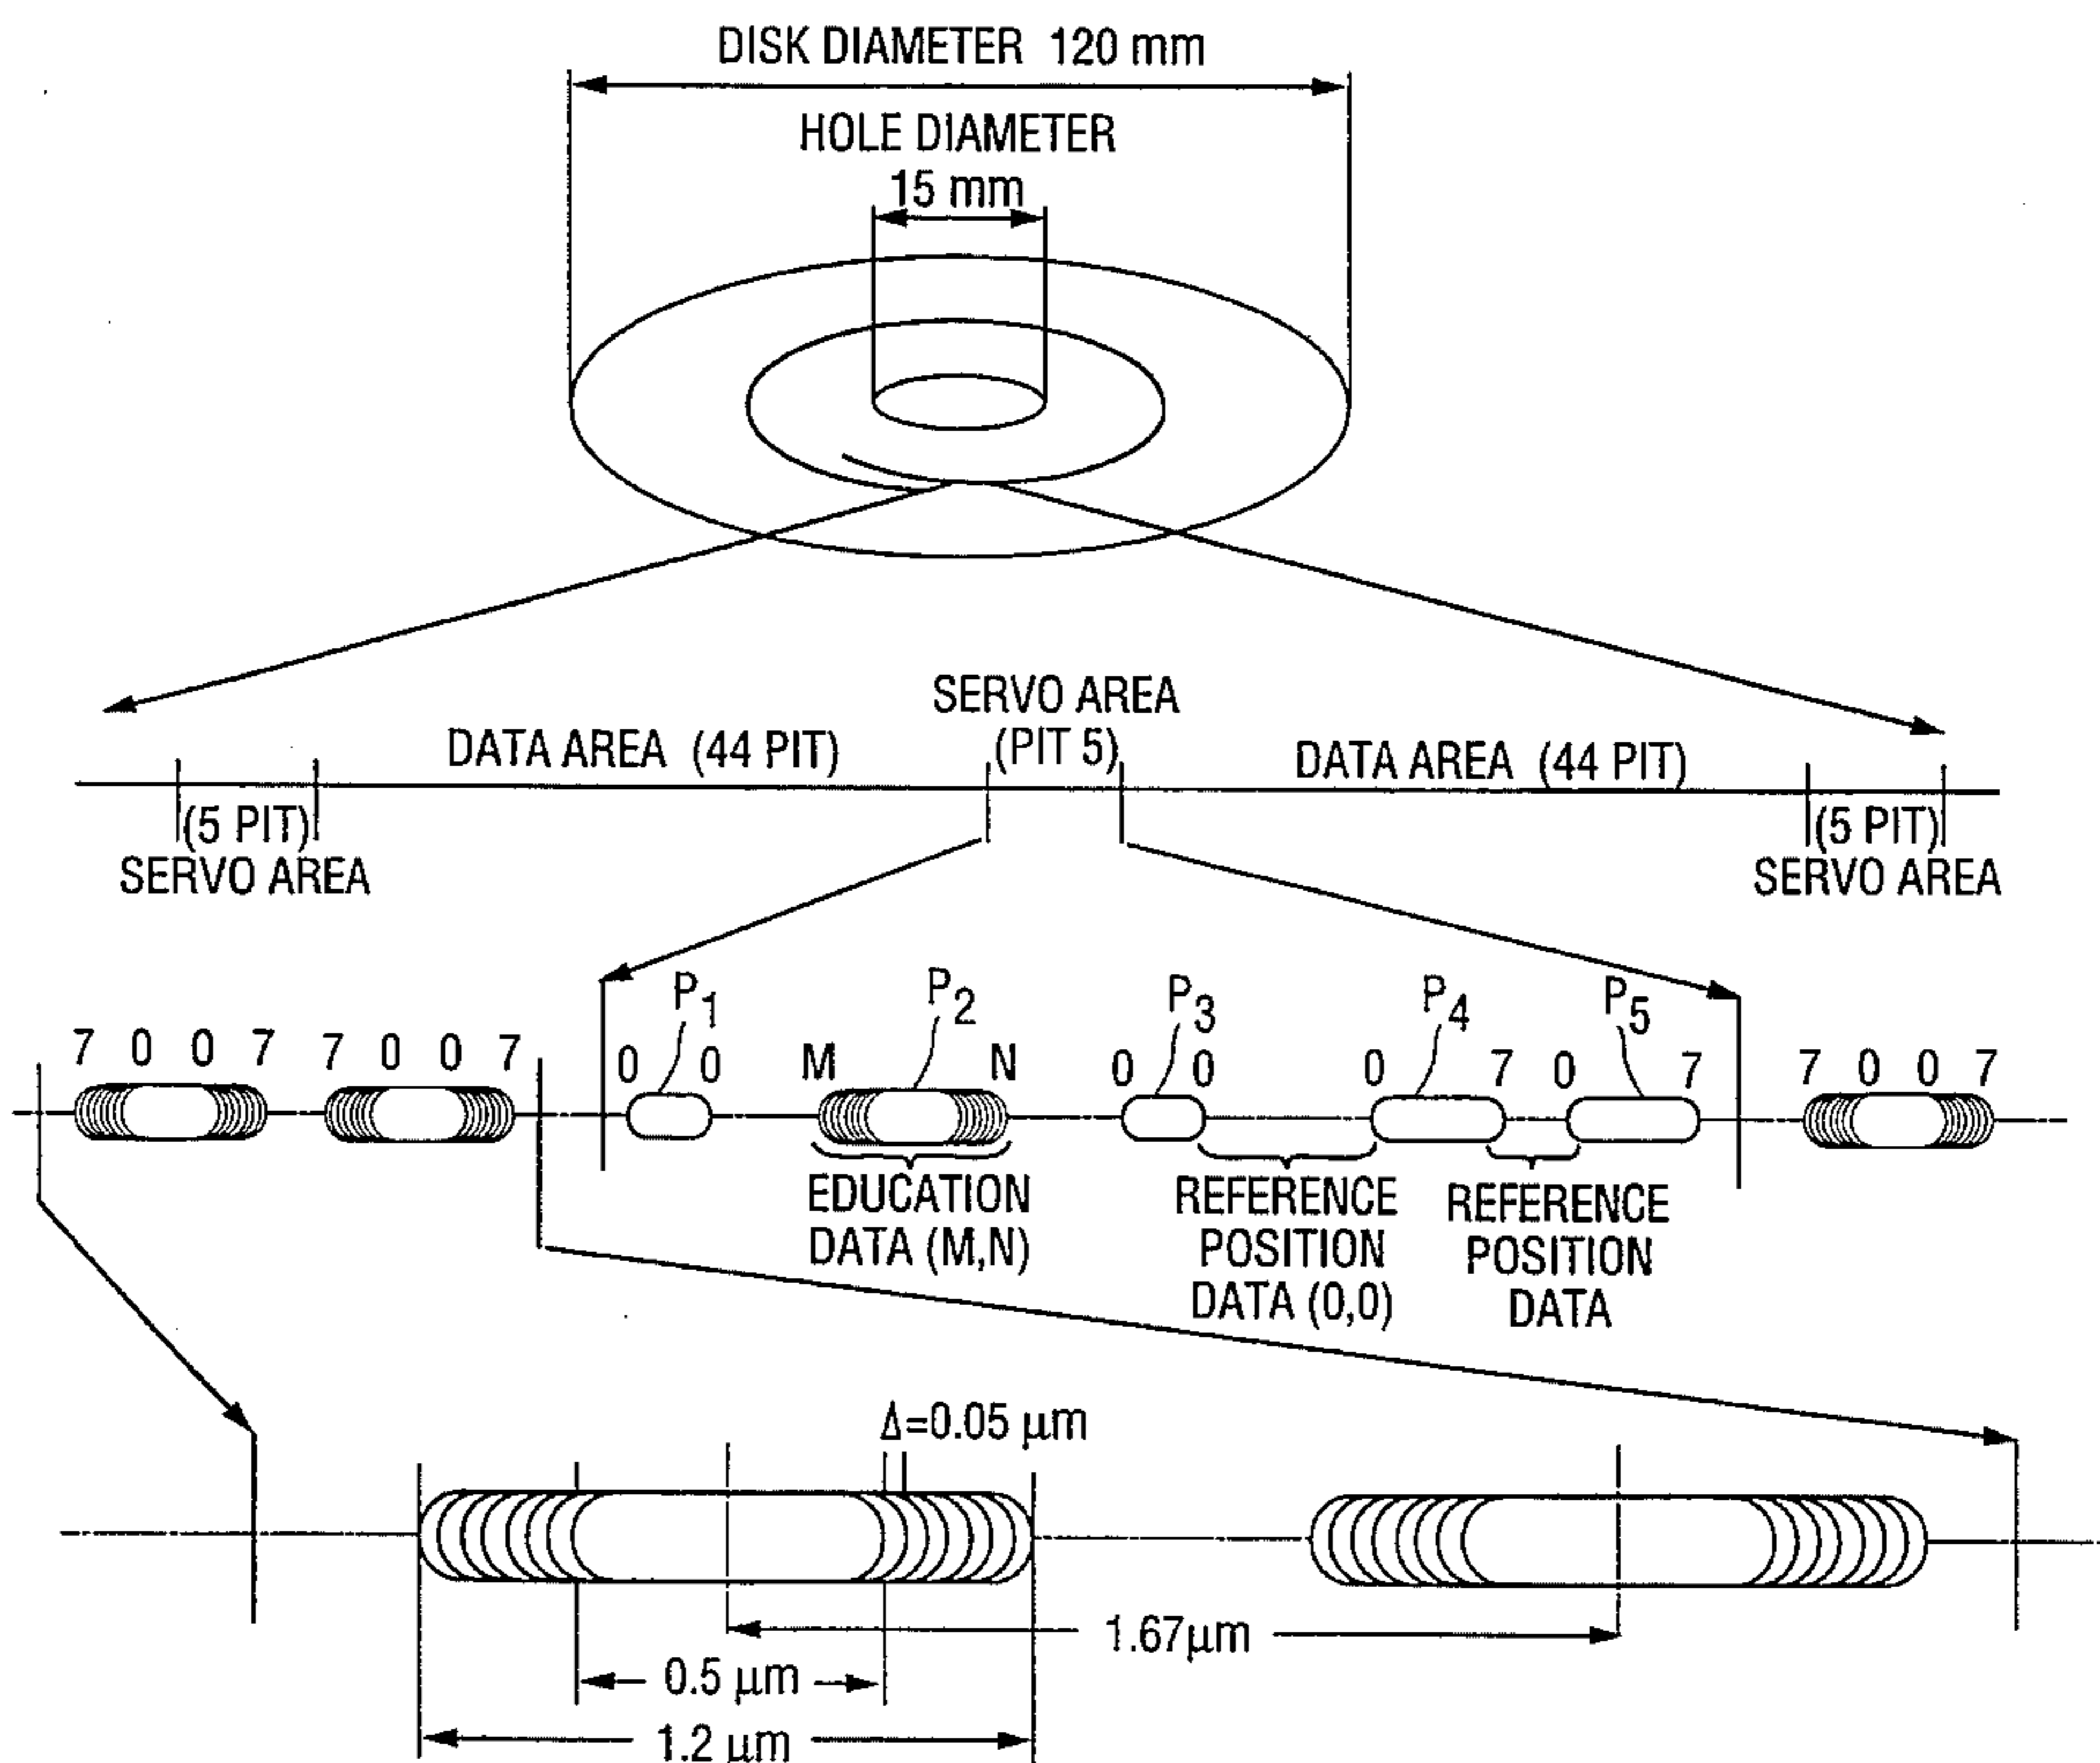 DISK DIAMETER 120 mm
HOLE DIAMETER
15 mm
SERVO AREA
DATA AREA (44 PIT) (PIT 5) DATA AREA (44 PIT)
(5 PIT) (5 PIT)
SERVO AREA SERVO AREA
P1 P2 P3 P4 P5
7 0 0 7 7 0 0 7 0 0 M N 0 0 0 7 0 7 7 0 0 7
EDUCATION
DATA (M,N)
REFERENCE
POSITION
DATA (0,0)
REFERENCE
POSITION
DATA
Δ=0.05 μm
1.67μm
0.5 μm
1.2 μm